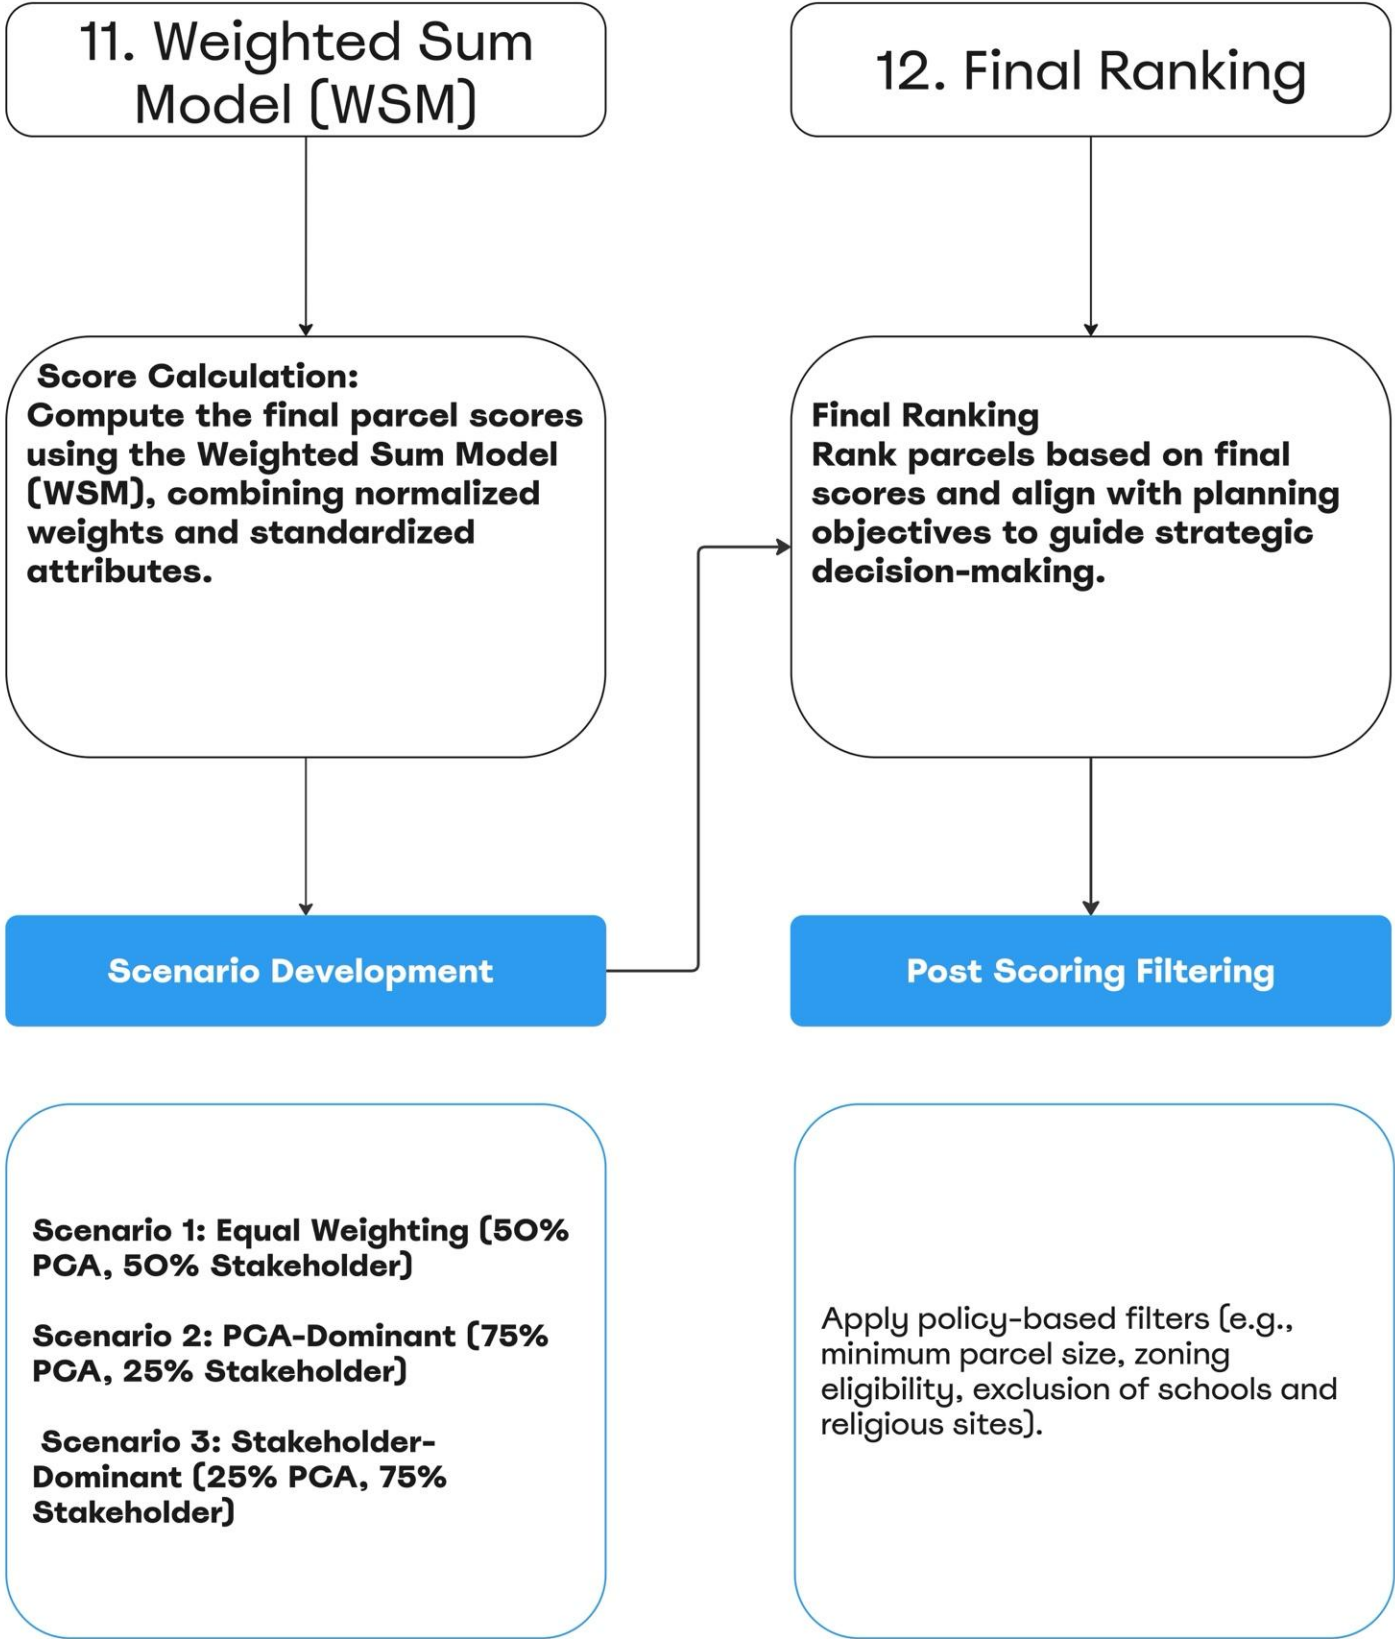 11. Weighted Sum
Model (WSM)
Score Calculation:
Compute the final parcel scores
using the Weighted Sum Model
(WSM), combining normalized
weights and standardized
attributes.
Scenario Development
Scenario 1: Equal Weighting (50%
PCA, 50% Stakeholder)
Scenario 2: PCA-Dominant (75%
PCA, 25% Stakeholder)
Scenario 3: Stakeholder-
Dominant (25% PCA, 75%
Stakeholder)
12. Final Ranking
Final Ranking
Rank parcels based on final
scores and align with planning
objectives to guide strategic
decision-making.
Post Scoring Filtering
Apply policy-based filters (e.g.,
minimum parcel size, zoning
eligibility, exclusion of schools and
religious sites).